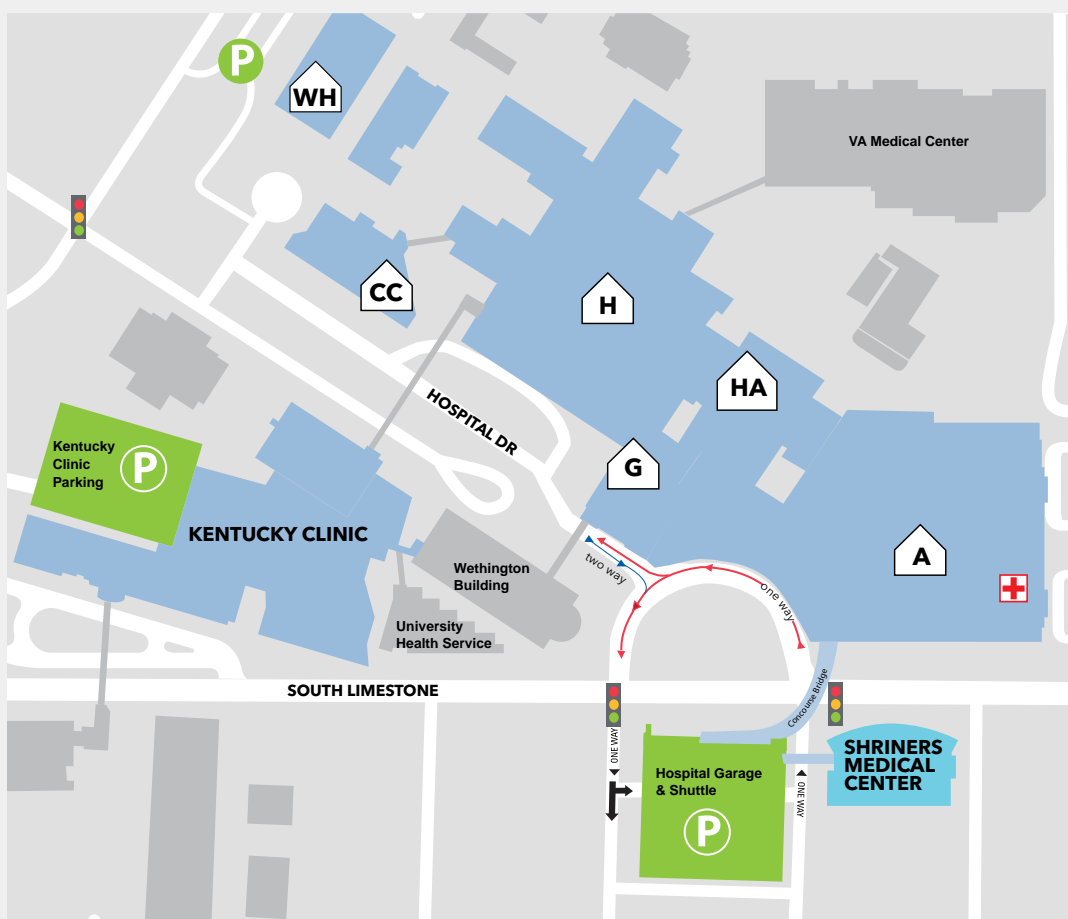 P
WH
VA Medical Center
CC
H
HA
HOSPITAL DR
Kentucky
Clinic
Parking
P
G
KENTUCKY CLINIC
A
two way
one way
Wethington
Building
University
Health Service
SOUTH LIMESTONE
Concourse Bridge
ONE WAY
SHRINERS
MEDICAL
CENTER
Hospital Garage
& Shuttle
P
ONE WAY